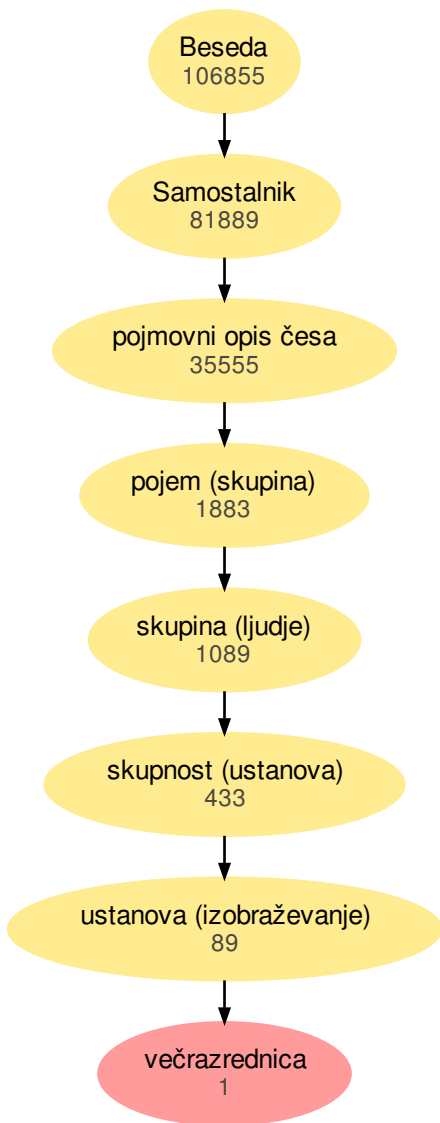 Beseda
106855
Samostalnik
81889
pojmovni opis česa
35555
pojem (skupina)
1883
skupina (ljudje)
1089
skupnost (ustanova)
433
ustanova (izobraževanje)
89
večrazrednica
1